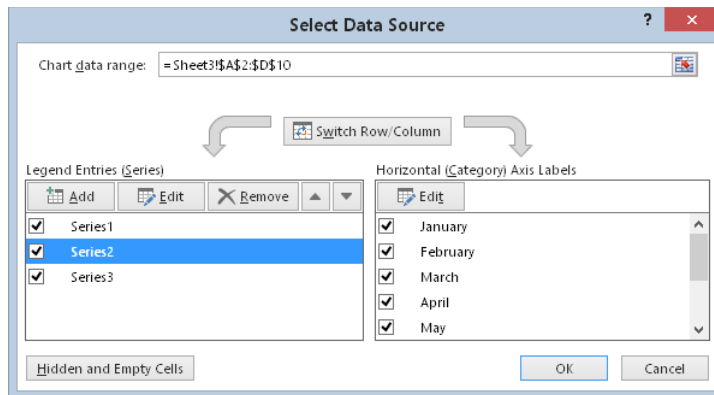 Select Data Source
?
Chart data range: =Sheet3!$A$2:$D$10
Switch Row/Column
Legend Entries (Series)
Add Edit Remove
Series1
Series2
Series3
Horizontal (Category) Axis Labels
Edit
January
February
March
April
May
Hidden and Empty Cells
OK Cancel